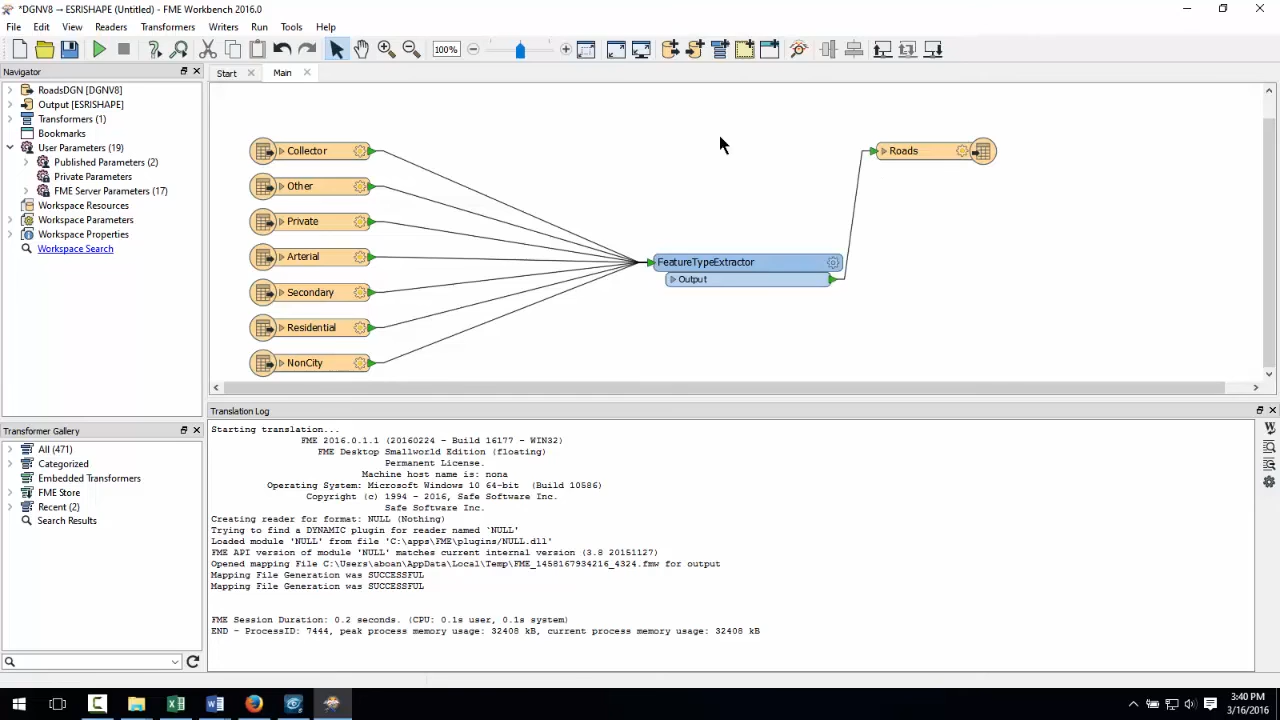 *DGNV8 → ESRISHAPE (Untitled) - FME Workbench 2016.0
File Edit View Readers Transformers Writers Run Tools Help
100%
Navigator
Start Main
RoadsDGN [DGNV8]
Output [ESRISHAPE]
Transformers (1)
Bookmarks
User Parameters (19)
Published Parameters (2)
Private Parameters
FME Server Parameters (17)
Workspace Resources
Workspace Parameters
Workspace Properties
Workspace Search
Collector
Other
Private
Arterial
Secondary
Residential
NonCity
FeatureTypeExtractor
Output
Roads
Transformer Gallery
All (471)
Categorized
Embedded Transformers
FME Store
Recent (2)
Search Results
Translation Log
Starting translation...
FME 2016.0.1.1 (20160224 - Build 16177 - WIN32)
FME Desktop Smallworld Edition (floating)
Permanent License.
Machine host name is: nona
Operating System: Microsoft Windows 10 64-bit (Build 10586)
Copyright (c) 1994 - 2016, Safe Software Inc.
Safe Software Inc.
Creating reader for format: NULL (Nothing)
Trying to find a DYNAMIC plugin for reader named `NULL'
Loaded module 'NULL' from file 'C:\apps\FME\plugins/NULL.dll'
FME API version of module 'NULL' matches current internal version (3.8 20151127)
Opened mapping File C:\Users\aboan\AppData\Local\Temp\FME_1458167934216_4324.fmw for output
Mapping File Generation was SUCCESSFUL
Mapping File Generation was SUCCESSFUL
FME Session Duration: 0.2 seconds. (CPU: 0.1s user, 0.1s system)
END - ProcessID: 7444, peak process memory usage: 32408 kB, current process memory usage: 32408 kB
3:40 PM
3/16/2016